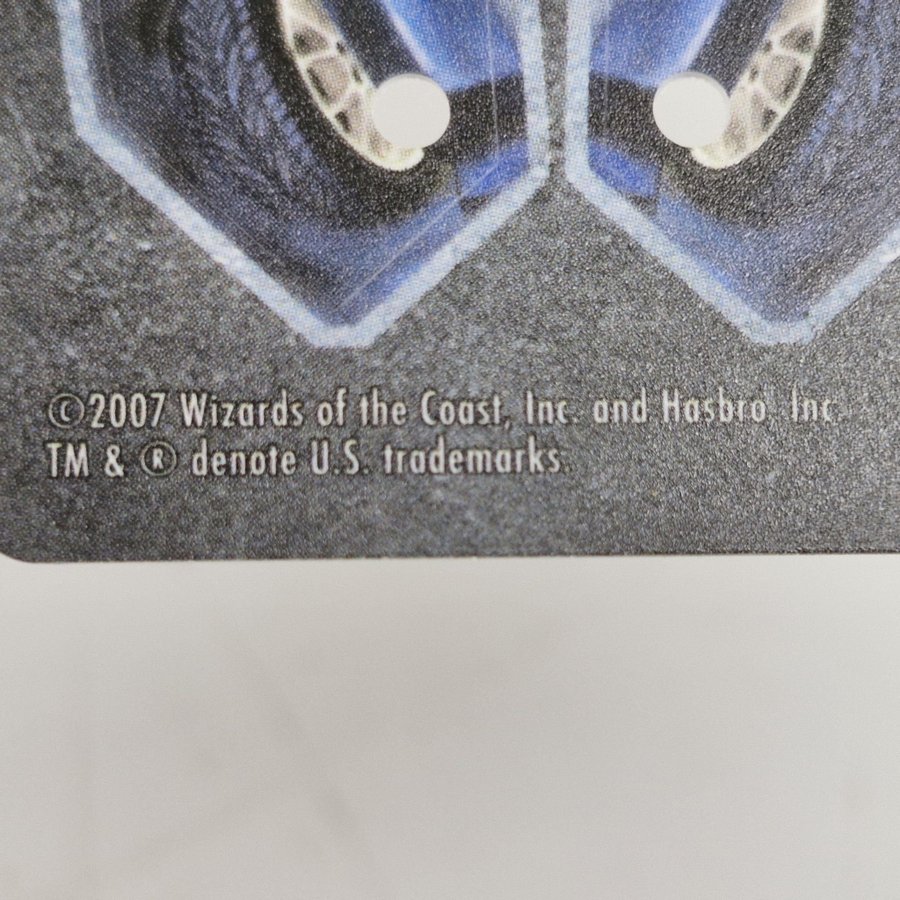 ©2007 Wizards of the Coast, Inc. and Hasbro, Inc.
TM & ® denote U.S. trademarks.